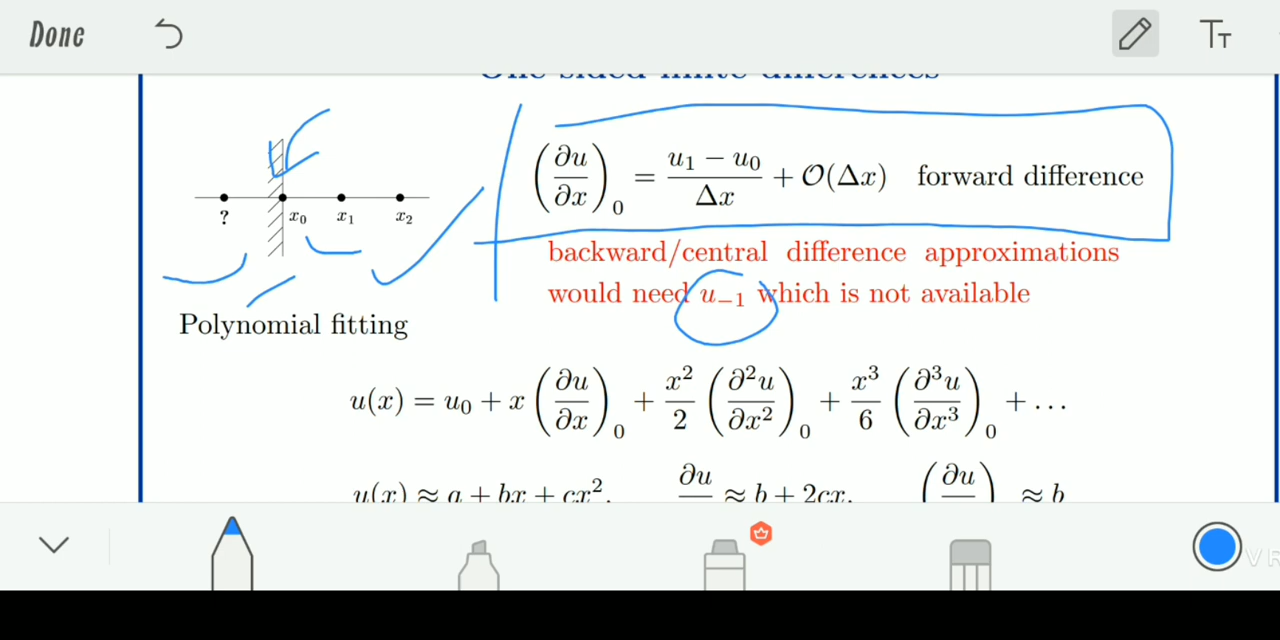 Done
TT
One-sided finite differences
(∂u/∂x)₀ = (u₁ − u₀)/Δx + O(Δx) forward difference
? x₀ x₁ x₂
backward/central difference approximations
would need u₋₁ which is not available
Polynomial fitting
u(x) = u₀ + x (∂u/∂x)₀ + x²/2 (∂²u/∂x²)₀ + x³/6 (∂³u/∂x³)₀ + ...
u(x) ≈ a + bx + cx², ∂u ≈ b + 2cx, (∂u ) ≈ b
VR